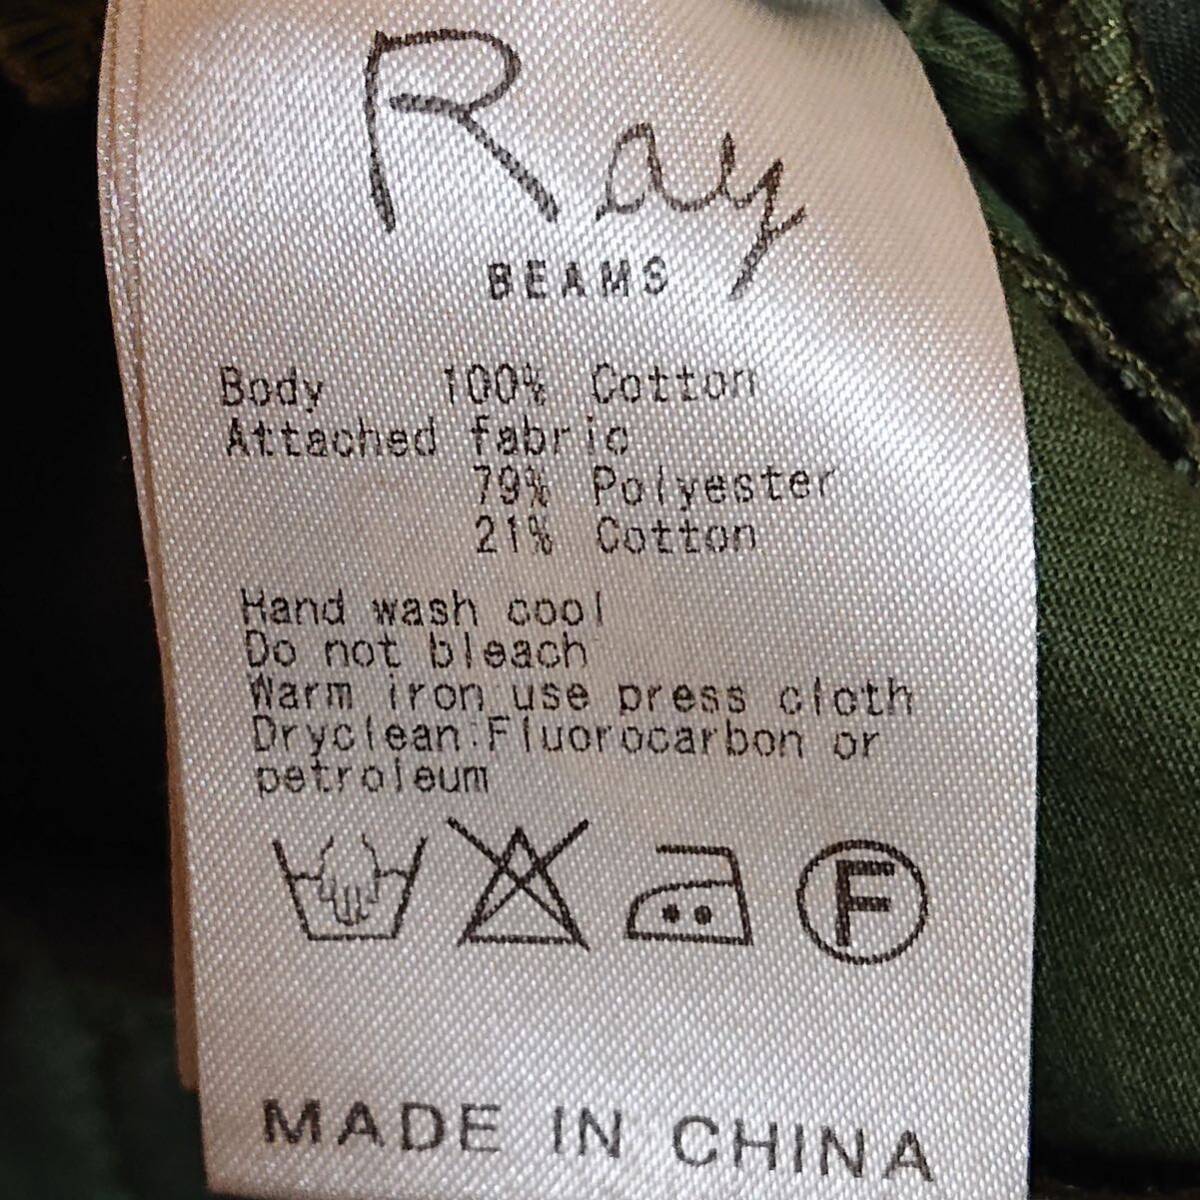 Ray
BEAMS
Body 100% Cotton
Attached fabric
79% Polyester
21% Cotton
Hand wash cool
Do not bleach
Warm iron use press cloth
Dryclean:Fluorocarbon or
petroleum
F
MADE IN CHINA